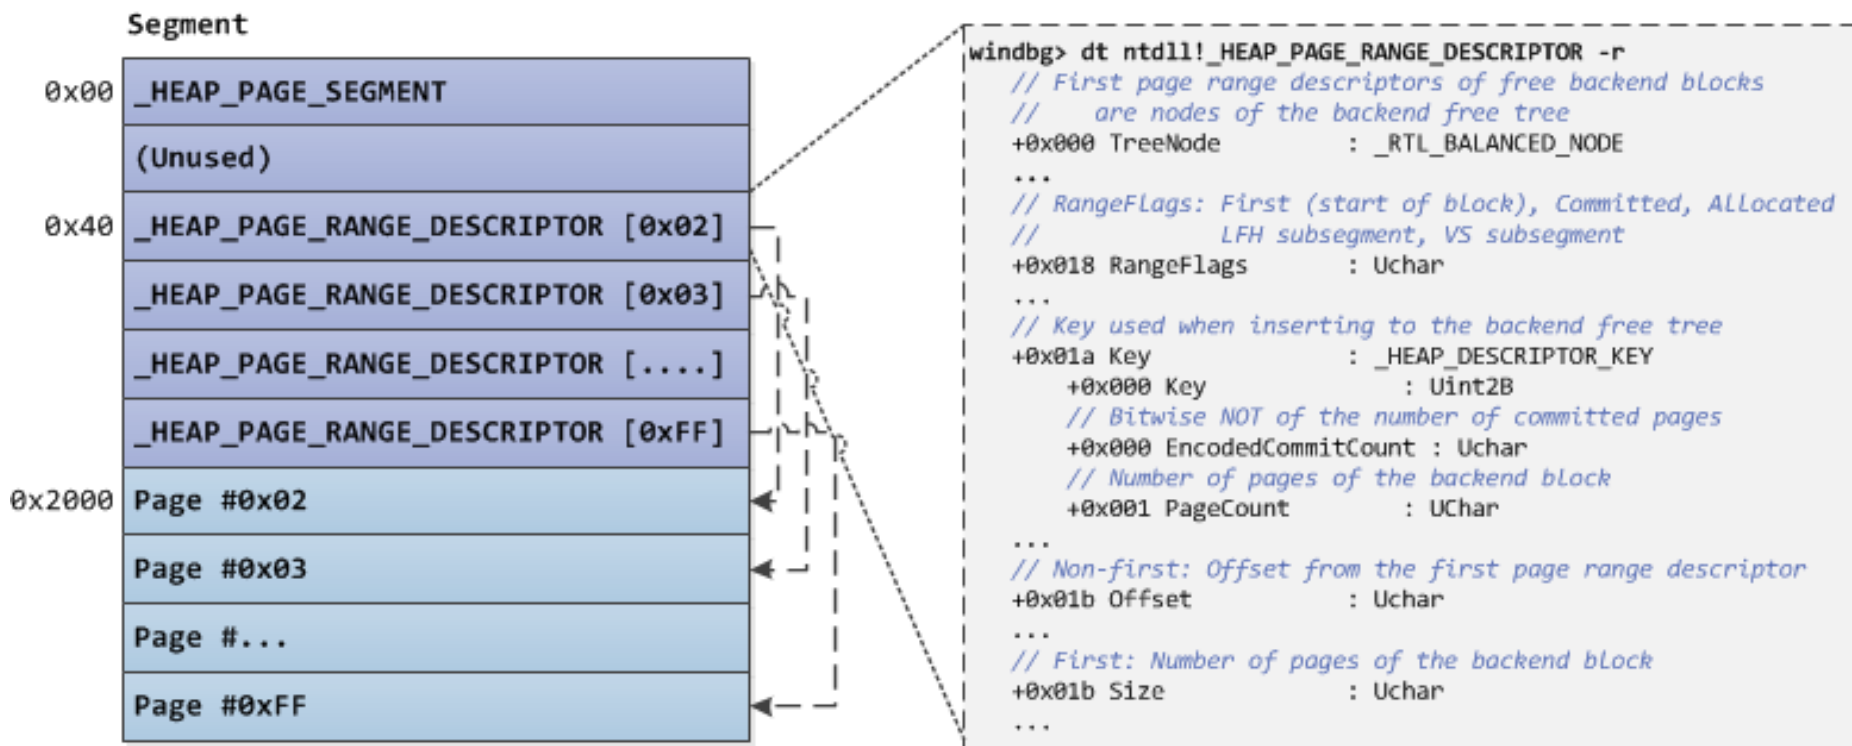 Segment
0x00 _HEAP_PAGE_SEGMENT
(Unused)
0x40 _HEAP_PAGE_RANGE_DESCRIPTOR [0x02]
_HEAP_PAGE_RANGE_DESCRIPTOR [0x03]
_HEAP_PAGE_RANGE_DESCRIPTOR [....]
_HEAP_PAGE_RANGE_DESCRIPTOR [0xFF]
0x2000 Page #0x02
Page #0x03
Page #...
Page #0xFF
windbg> dt ntdll!_HEAP_PAGE_RANGE_DESCRIPTOR -r
// First page range descriptors of free backend blocks
// are nodes of the backend free tree
+0x000 TreeNode : _RTL_BALANCED_NODE
...
// RangeFlags: First (start of block), Committed, Allocated
// LFH subsegment, VS subsegment
+0x018 RangeFlags : Uchar
...
// Key used when inserting to the backend free tree
+0x01a Key : _HEAP_DESCRIPTOR_KEY
+0x000 Key : Uint2B
// Bitwise NOT of the number of committed pages
+0x000 EncodedCommitCount : Uchar
// Number of pages of the backend block
+0x001 PageCount : UChar
...
// Non-first: Offset from the first page range descriptor
+0x01b Offset : Uchar
...
// First: Number of pages of the backend block
+0x01b Size : Uchar
...